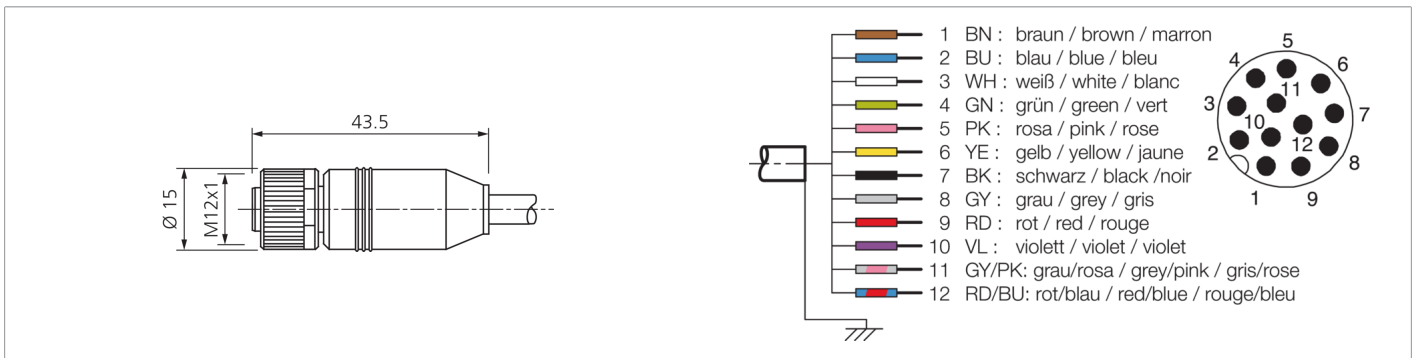 43.5
Ø 15
M12x1
1 BN : braun / brown / marron
2 BU : blau / blue / bleu
3 WH : weiß / white / blanc
4 GN : grün / green / vert
5 PK : rosa / pink / rose
6 YE : gelb / yellow / jaune
7 BK : schwarz / black /noir
8 GY : grau / grey / gris
9 RD : rot / red / rouge
10 VL : violett / violet / violet
11 GY/PK: grau/rosa / grey/pink / gris/rose
12 RD/BU: rot/blau / red/blue / rouge/bleu
5
4 6
11
3 7
10
12
2 8
1 9